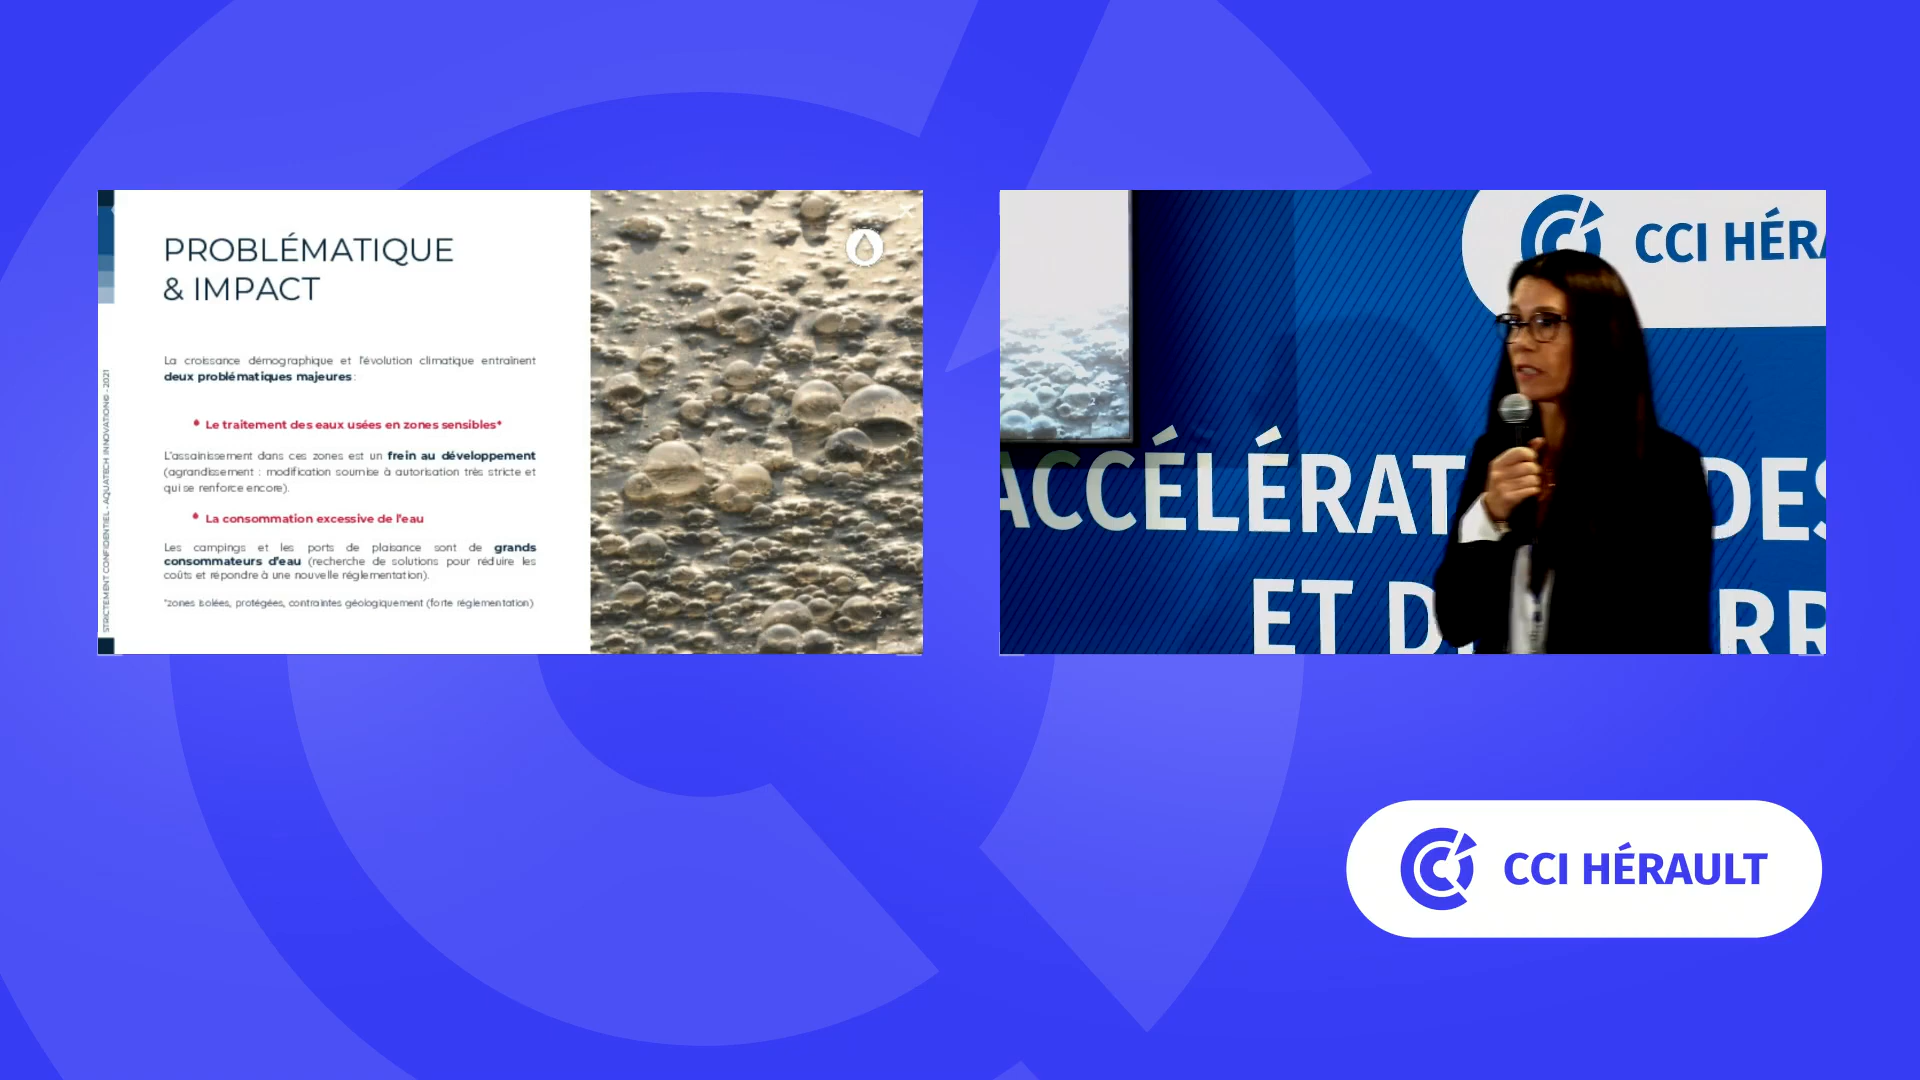 PROBLÉMATIQUE
& IMPACT
La croissance démographique et l'évolution climatique entraînent
deux problématiques majeures :
Le traitement des eaux usées en zones sensibles*
L'assainissement dans ces zones est un frein au développement
(agrandissement : modification soumise à autorisation très stricte et
qui se renforce encore).
La consommation excessive de l'eau
Les campings et les ports de plaisance sont de grands
consommateurs d'eau (recherche de solutions pour réduire les
coûts et répondre à une nouvelle réglementation).
*zones isolées, protégées, contraintes géologiquement (forte réglementation)
STRICTEMENT CONFIDENTIEL - AQUATECH INNOVATION© - 2021
CCI HÉRA
ACCÉLÉRAT DES
ET D RR
CCI HÉRAULT